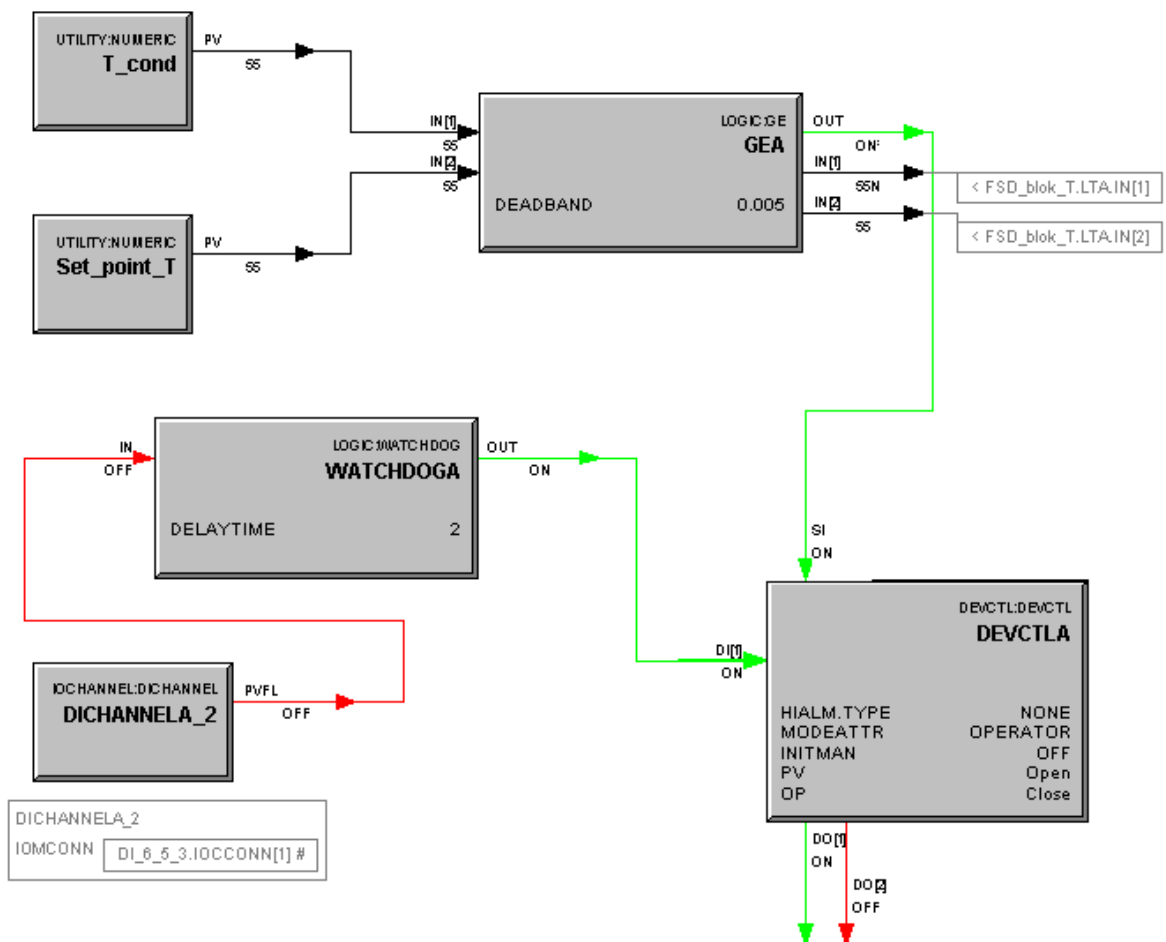 UTILITY:NUMERIC
T_cond
PV
55
UTILITY:NUMERIC
Set_point_T
PV
55
IN[1]
55
IN[2]
55
LOGIC:GE
GEA
DEADBAND 0.005
OUT
ON:
IN[1]
55N
IN[2]
55
< FSD_blok_T.LTA.IN[1]
< FSD_blok_T.LTA.IN[2]
IN
OFF
LOGIC:WATCHDOG
WATCHDOGA
DELAYTIME 2
OUT
ON
IOCHANNEL:DICHANNEL
DICHANNELA_2
PVFL
OFF
DICHANNELA_2
IOMCONN DI_6_5_3.IOCCONN[1] #
SI
ON
DI[1]
ON
DEVCTL:DEVCTL
DEVCTLA
HIALM.TYPE NONE
MODEATTR OPERATOR
INITMAN OFF
PV Open
OP Close
DO[1]
ON
DO[2]
OFF